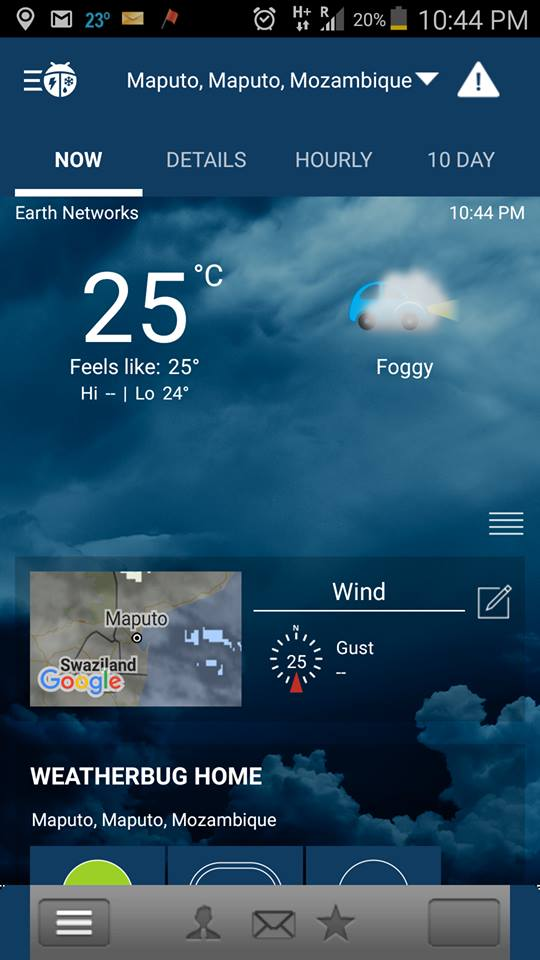 23° H+ R 20% 10:44 PM
Maputo, Maputo, Mozambique
NOW DETAILS HOURLY 10 DAY
Earth Networks 10:44 PM
25°C
Feels like: 25° Foggy
Hi -- | Lo 24°
Wind
Maputo
N
Gust
25
--
Swaziland
Google
WEATHERBUG HOME
Maputo, Maputo, Mozambique